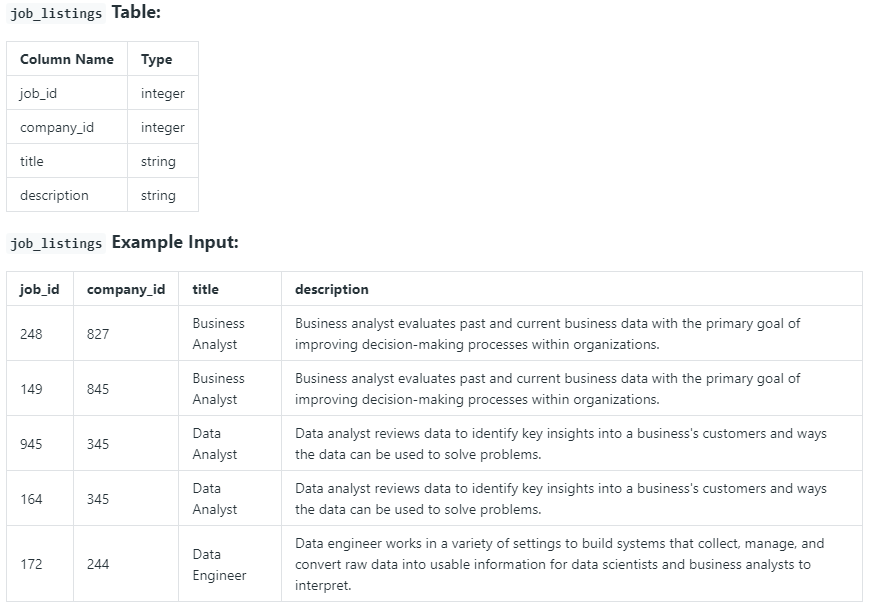 job_listings Table:
Column Name Type
job_id integer
company_id integer
title string
description string
job_listings Example Input:
job_id company_id title description
248 827 Business Analyst Business analyst evaluates past and current business data with the primary goal of improving decision-making processes within organizations.
149 845 Business Analyst Business analyst evaluates past and current business data with the primary goal of improving decision-making processes within organizations.
945 345 Data Analyst Data analyst reviews data to identify key insights into a business's customers and ways the data can be used to solve problems.
164 345 Data Analyst Data analyst reviews data to identify key insights into a business's customers and ways the data can be used to solve problems.
172 244 Data Engineer Data engineer works in a variety of settings to build systems that collect, manage, and convert raw data into usable information for data scientists and business analysts to interpret.